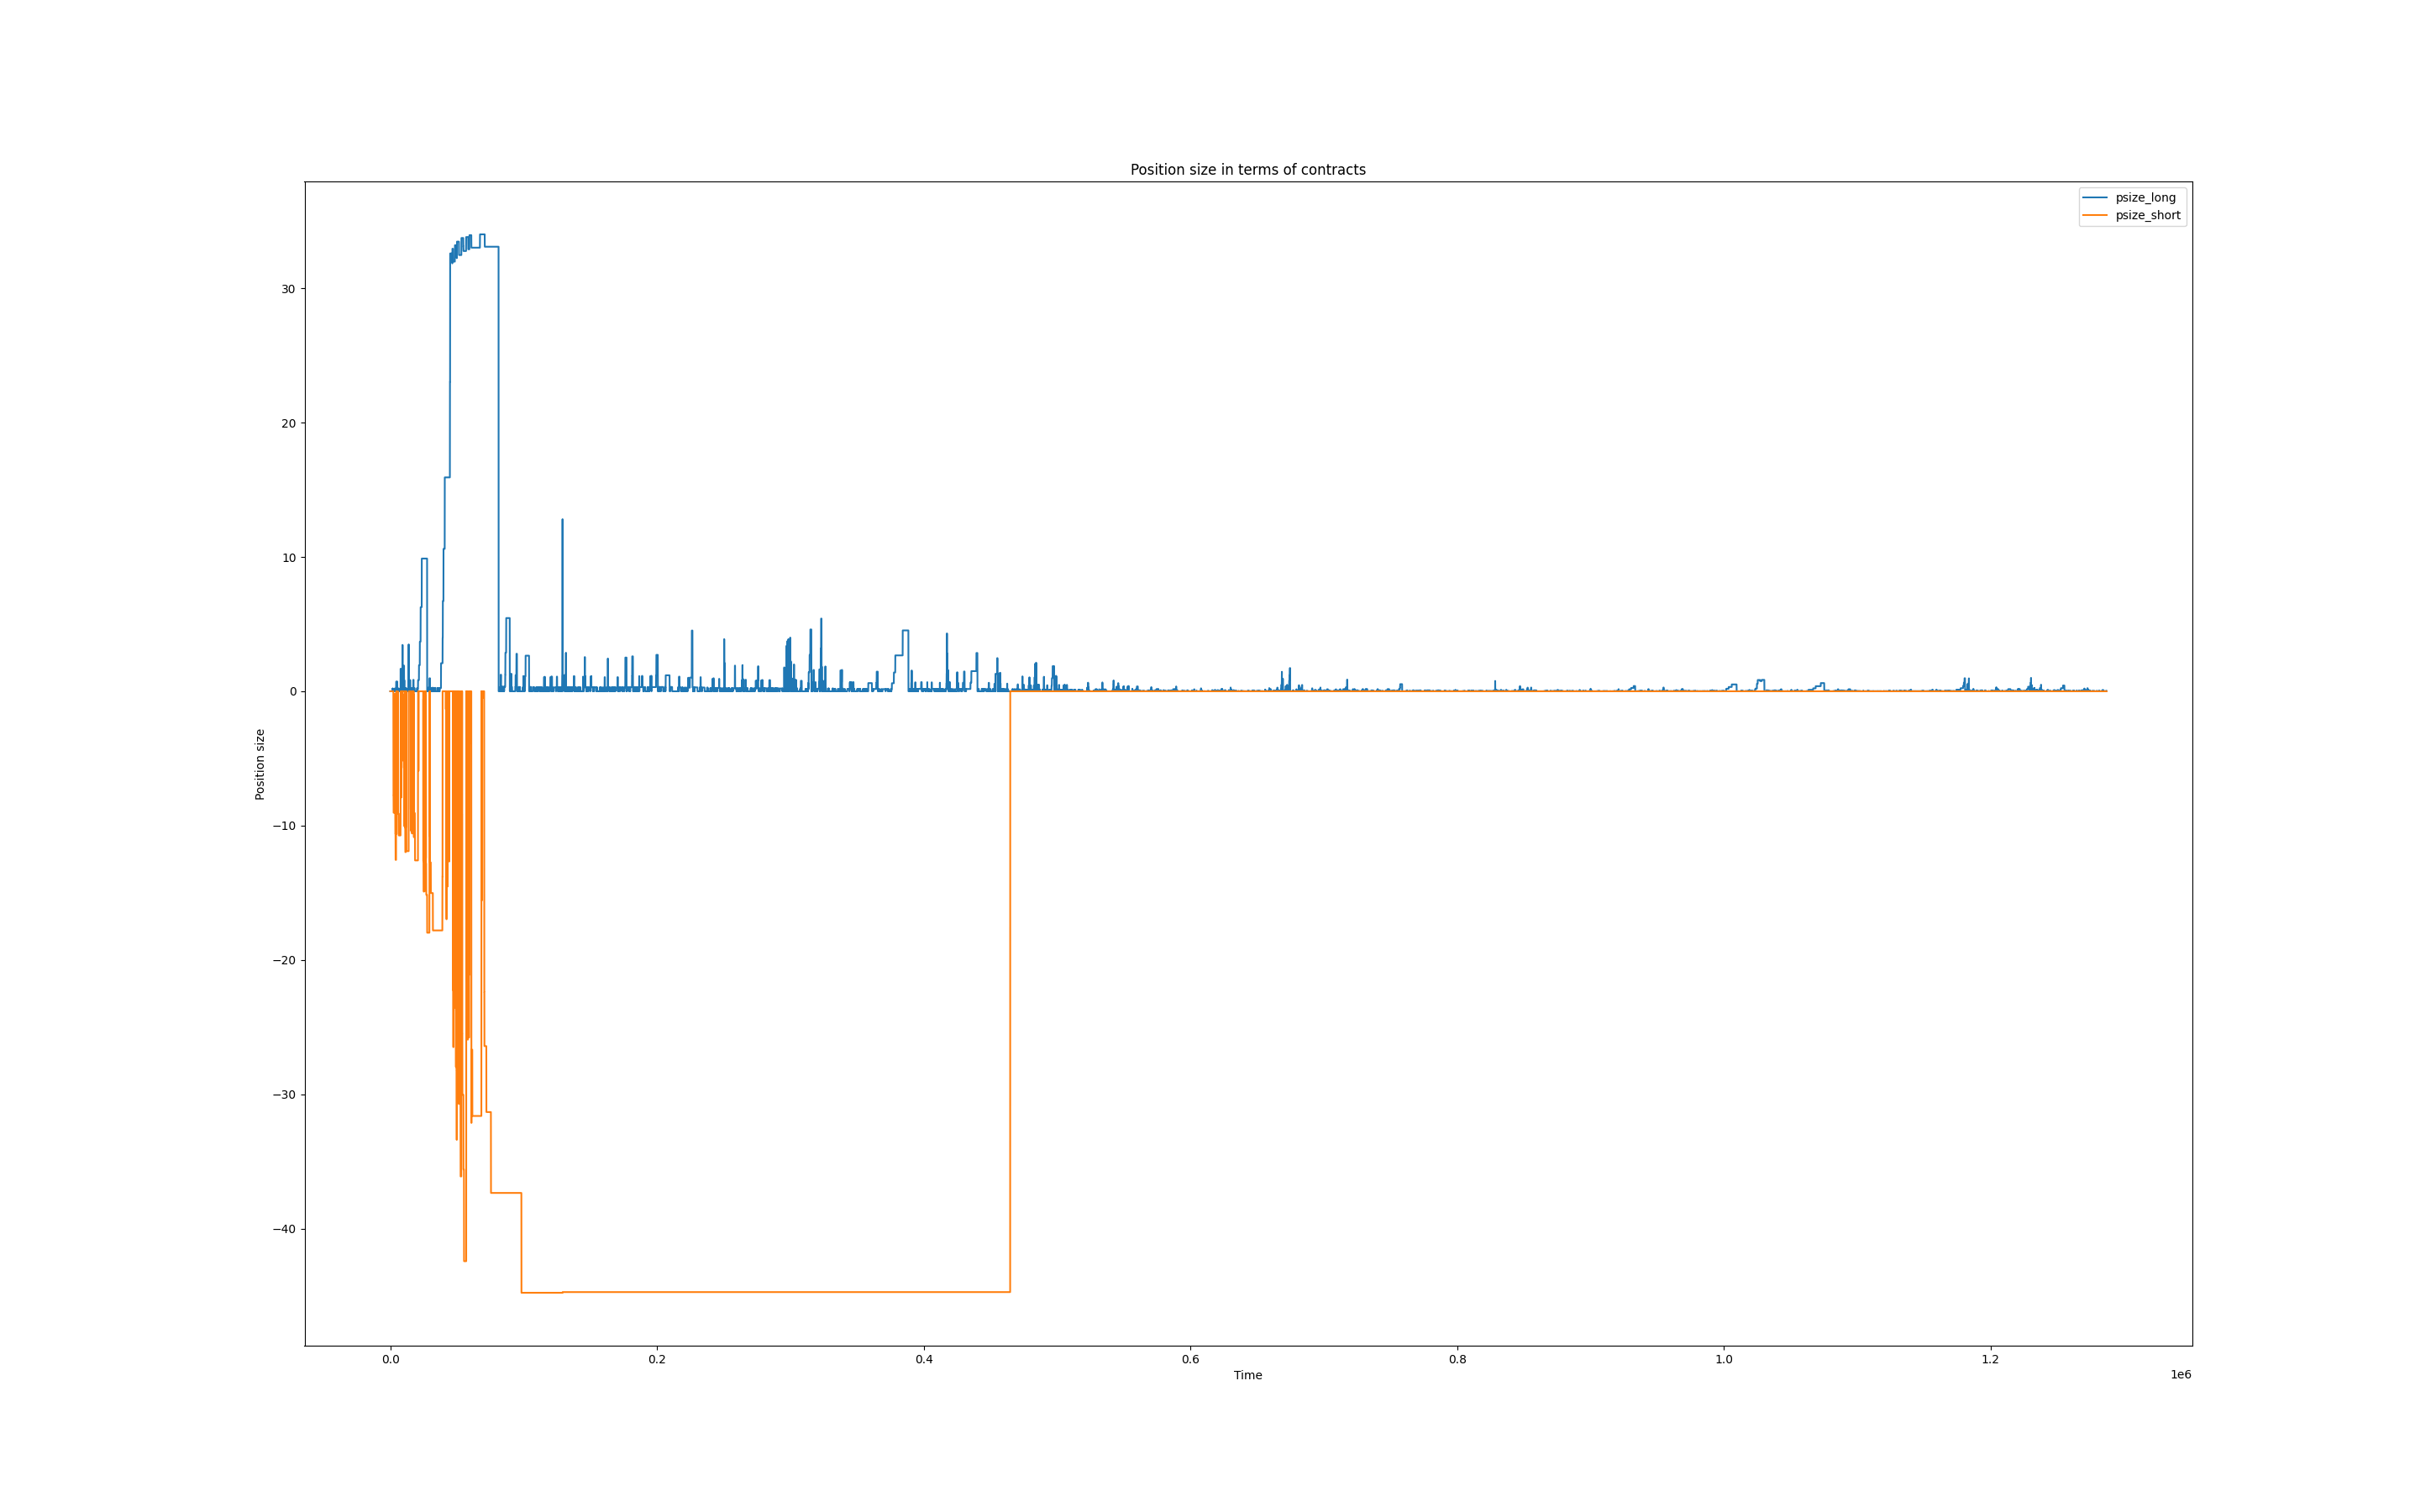 Position size in terms of contracts
psize_long
psize_short
30
20
10
0
−10
−20
−30
−40
Position size
0.0
0.2
0.4
0.6
0.8
1.0
1.2
Time
1e6